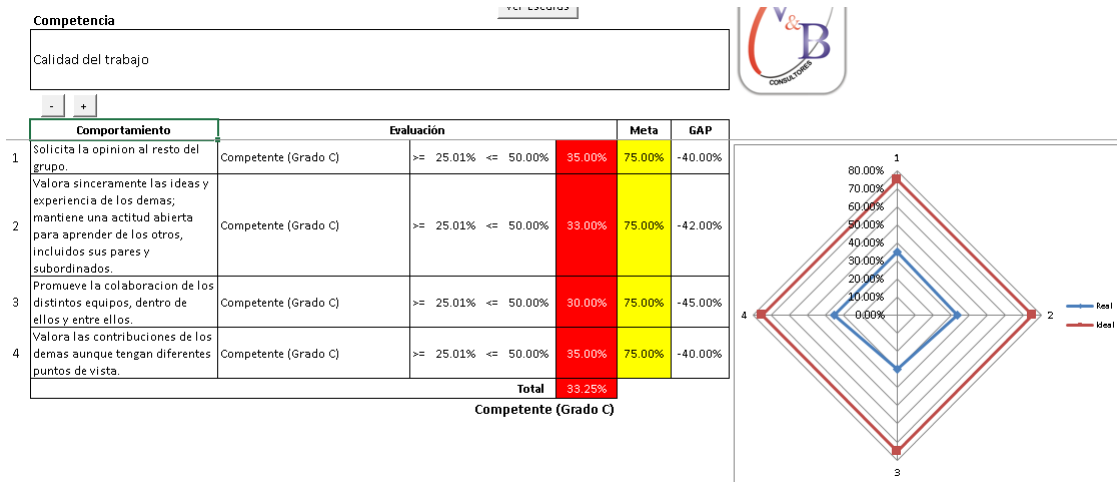 Competencia
Calidad del trabajo
V&B
CONSULTORES
- +
Comportamiento Evaluación Meta GAP
1 Solicita la opinion al resto del
grupo.
Competente (Grado C) >= 25.01% <= 50.00% 35.00% 75.00% -40.00%
2 Valora sinceramente las ideas y
experiencia de los demas;
mantiene una actitud abierta
para aprender de los otros,
incluidos sus pares y
subordinados.
Competente (Grado C) >= 25.01% <= 50.00% 33.00% 75.00% -42.00%
3 Promueve la colaboracion de los
distintos equipos, dentro de
ellos y entre ellos.
Competente (Grado C) >= 25.01% <= 50.00% 30.00% 75.00% -45.00%
4 Valora las contribuciones de los
demas aunque tengan diferentes
puntos de vista.
Competente (Grado C) >= 25.01% <= 50.00% 35.00% 75.00% -40.00%
Total 33.25%
Competente (Grado C)
1
80.00%
70.00%
60.00%
50.00%
40.00%
30.00%
20.00%
10.00%
0.00%
4
2
3
Real
Ideal